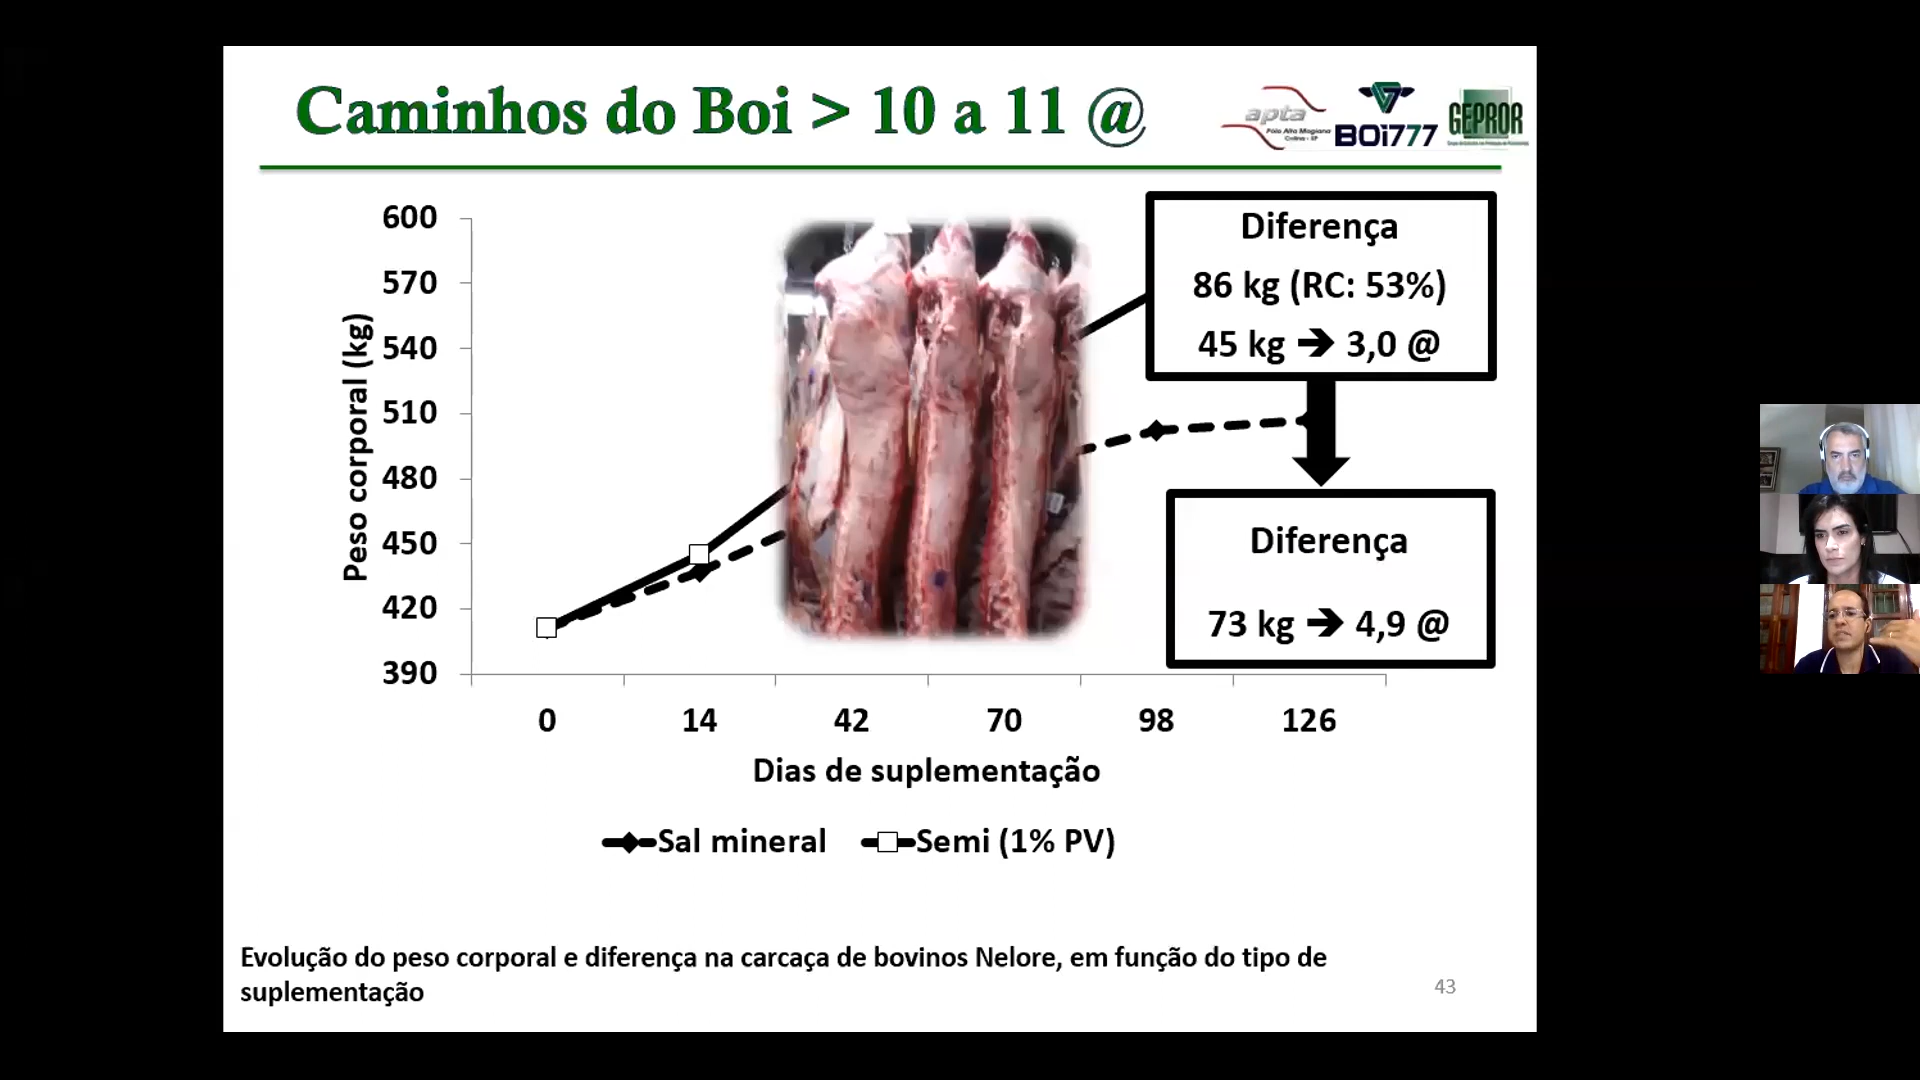 Caminhos do Boi > 10 a 11 @
apta
Pólo Alta Mogiana
Colina - SP
BOi777
GEPROR
600
570
540
510
480
450
420
390
Peso corporal (kg)
Diferença
86 kg (RC: 53%)
45 kg → 3,0 @
Diferença
73 kg → 4,9 @
0 14 42 70 98 126
Dias de suplementação
Sal mineral Semi (1% PV)
Evolução do peso corporal e diferença na carcaça de bovinos Nelore, em função do tipo de
suplementação
43